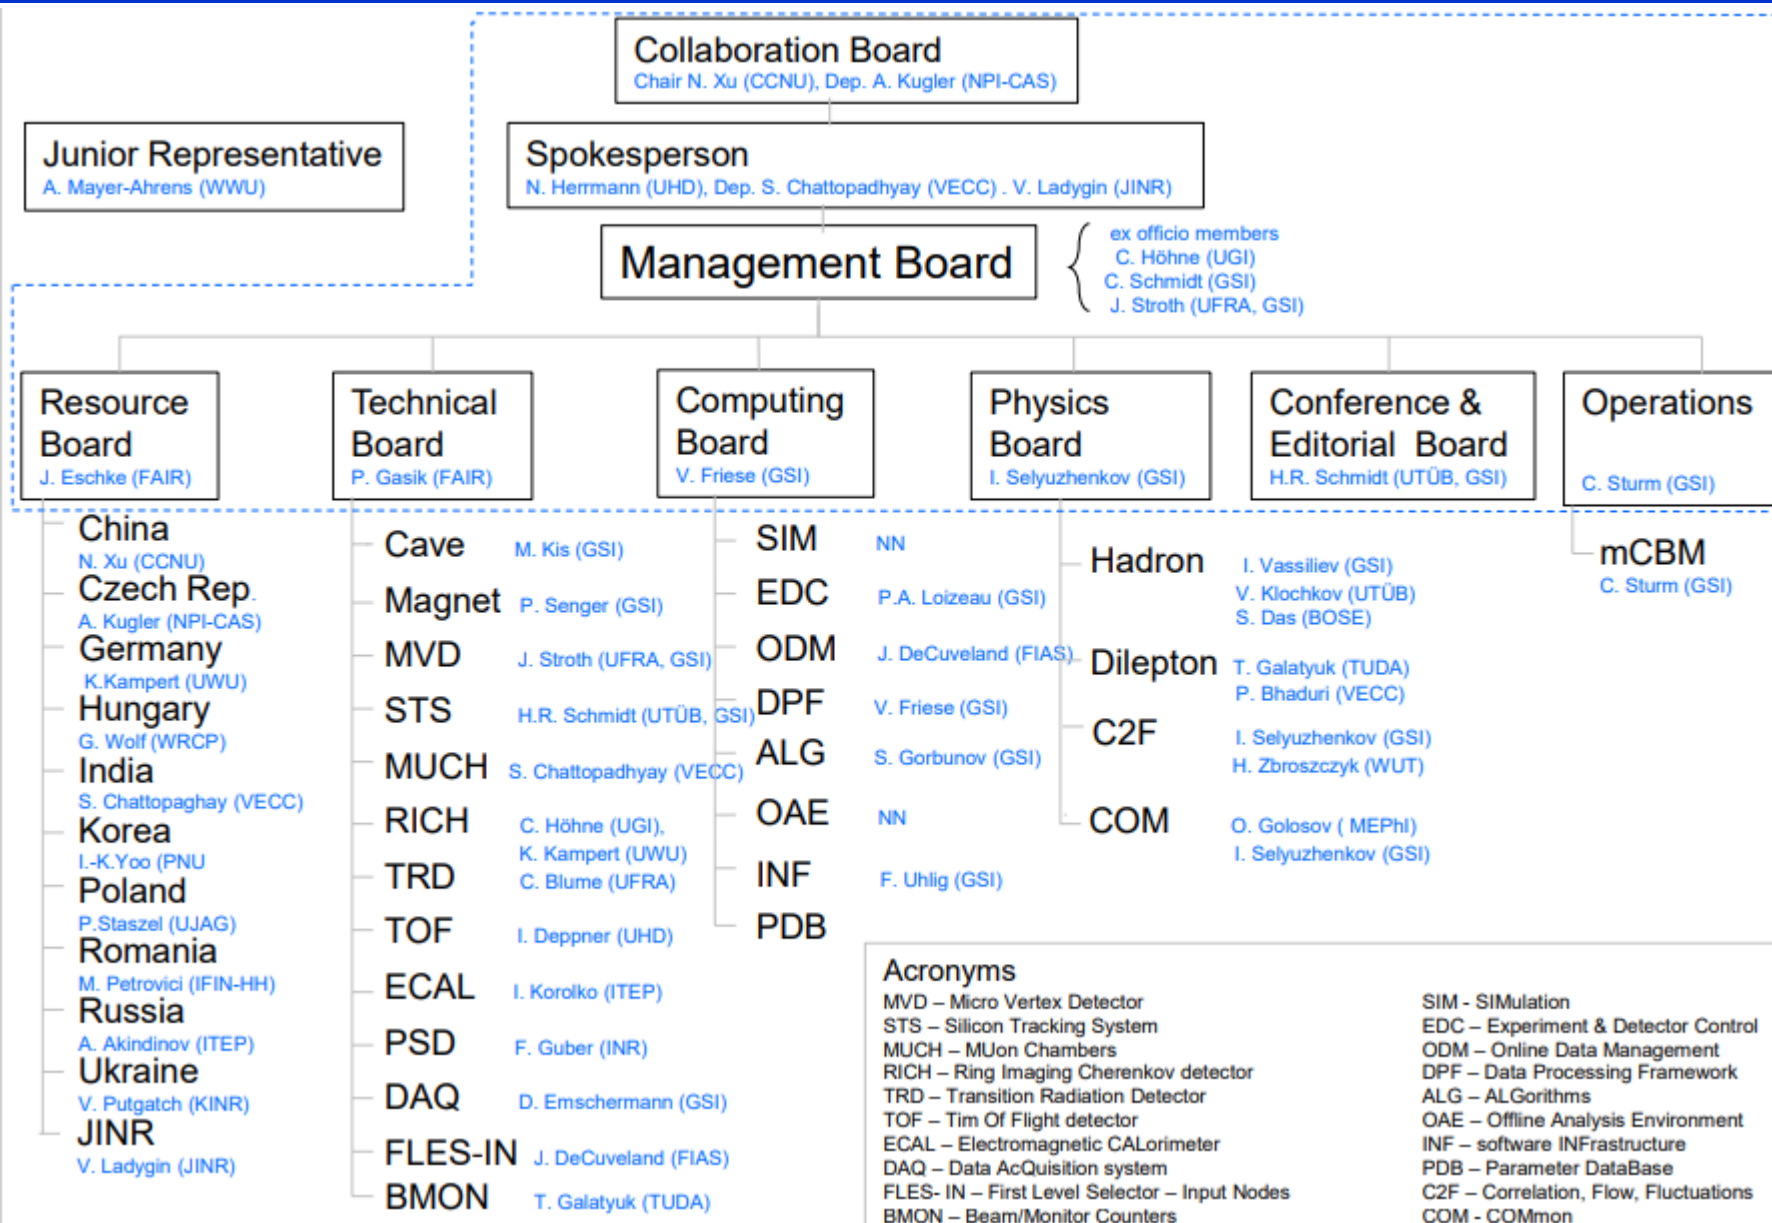 Collaboration Board
Chair N. Xu (CCNU), Dep. A. Kugler (NPI-CAS)
Junior Representative
A. Mayer-Ahrens (WWU)
Spokesperson
N. Herrmann (UHD), Dep. S. Chattopadhyay (VECC) . V. Ladygin (JINR)
Management Board
ex officio members
C. Höhne (UGI)
C. Schmidt (GSI)
J. Stroth (UFRA, GSI)
Resource
Board
J. Eschke (FAIR)
Technical
Board
P. Gasik (FAIR)
Computing
Board
V. Friese (GSI)
Physics
Board
I. Selyuzhenkov (GSI)
Conference &
Editorial Board
H.R. Schmidt (UTÜB, GSI)
Operations
C. Sturm (GSI)
China
N. Xu (CCNU)
Czech Rep.
A. Kugler (NPI-CAS)
Germany
K.Kampert (UWU)
Hungary
G. Wolf (WRCP)
India
S. Chattopaghay (VECC)
Korea
I.-K.Yoo (PNU
Poland
P.Staszel (UJAG)
Romania
M. Petrovici (IFIN-HH)
Russia
A. Akindinov (ITEP)
Ukraine
V. Putgatch (KINR)
JINR
V. Ladygin (JINR)
Cave M. Kis (GSI)
Magnet P. Senger (GSI)
MVD J. Stroth (UFRA, GSI)
STS H.R. Schmidt (UTÜB, GSI)
MUCH S. Chattopadhyay (VECC)
RICH C. Höhne (UGI),
K. Kampert (UWU)
TRD C. Blume (UFRA)
TOF I. Deppner (UHD)
ECAL I. Korolko (ITEP)
PSD F. Guber (INR)
DAQ D. Emschermann (GSI)
FLES-IN J. DeCuveland (FIAS)
BMON T. Galatyuk (TUDA)
SIM NN
EDC P.A. Loizeau (GSI)
ODM J. DeCuveland (FIAS)
DPF V. Friese (GSI)
ALG S. Gorbunov (GSI)
OAE NN
INF F. Uhlig (GSI)
PDB
Hadron I. Vassiliev (GSI)
V. Klochkov (UTÜB)
S. Das (BOSE)
Dilepton T. Galatyuk (TUDA)
P. Bhaduri (VECC)
C2F I. Selyuzhenkov (GSI)
H. Zbroszczyk (WUT)
COM O. Golosov ( MEPhI)
I. Selyuzhenkov (GSI)
mCBM
C. Sturm (GSI)
Acronyms
MVD – Micro Vertex Detector
STS – Silicon Tracking System
MUCH – MUon Chambers
RICH – Ring Imaging Cherenkov detector
TRD – Transition Radiation Detector
TOF – Tim Of Flight detector
ECAL – Electromagnetic CALorimeter
DAQ – Data AcQuisition system
FLES- IN – First Level Selector – Input Nodes
BMON – Beam/Monitor Counters
SIM - SIMulation
EDC – Experiment & Detector Control
ODM – Online Data Management
DPF – Data Processing Framework
ALG – ALGorithms
OAE – Offline Analysis Environment
INF – software INFrastructure
PDB – Parameter DataBase
C2F – Correlation, Flow, Fluctuations
COM - COMmon